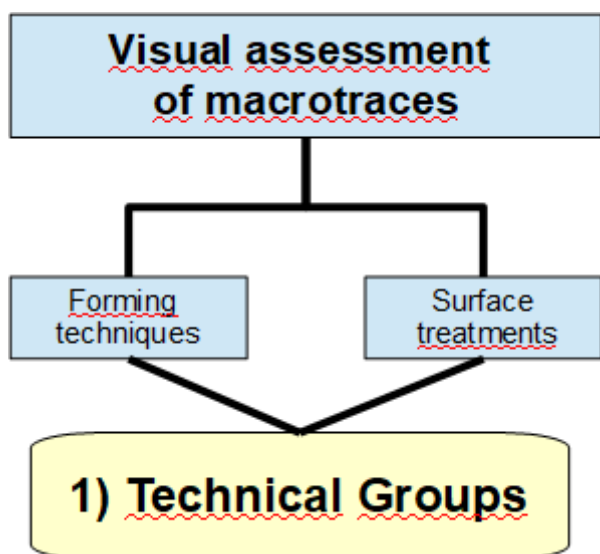 Visual assessment
of macrotraces
Forming
techniques
Surface
treatments
1) Technical Groups